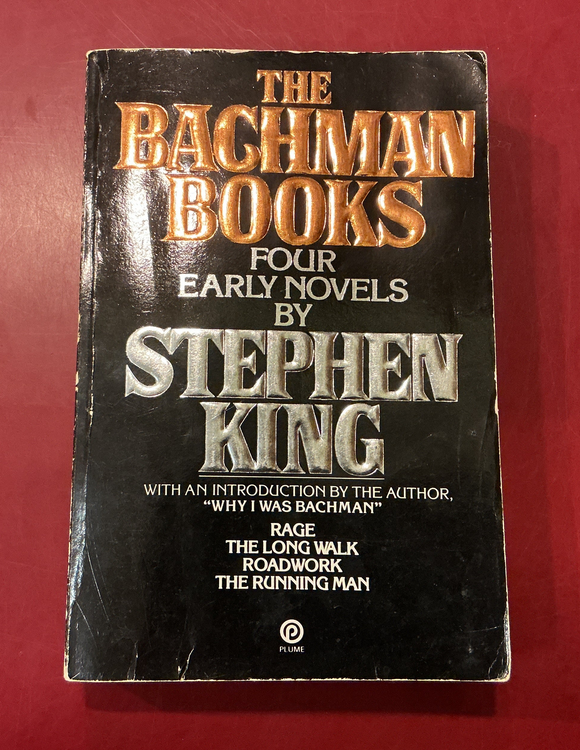 THE
BACHMAN
BOOKS
FOUR
EARLY NOVELS
BY
STEPHEN
KING
WITH AN INTRODUCTION BY THE AUTHOR,
“WHY I WAS BACHMAN”
RAGE
THE LONG WALK
ROADWORK
THE RUNNING MAN
P
PLUME